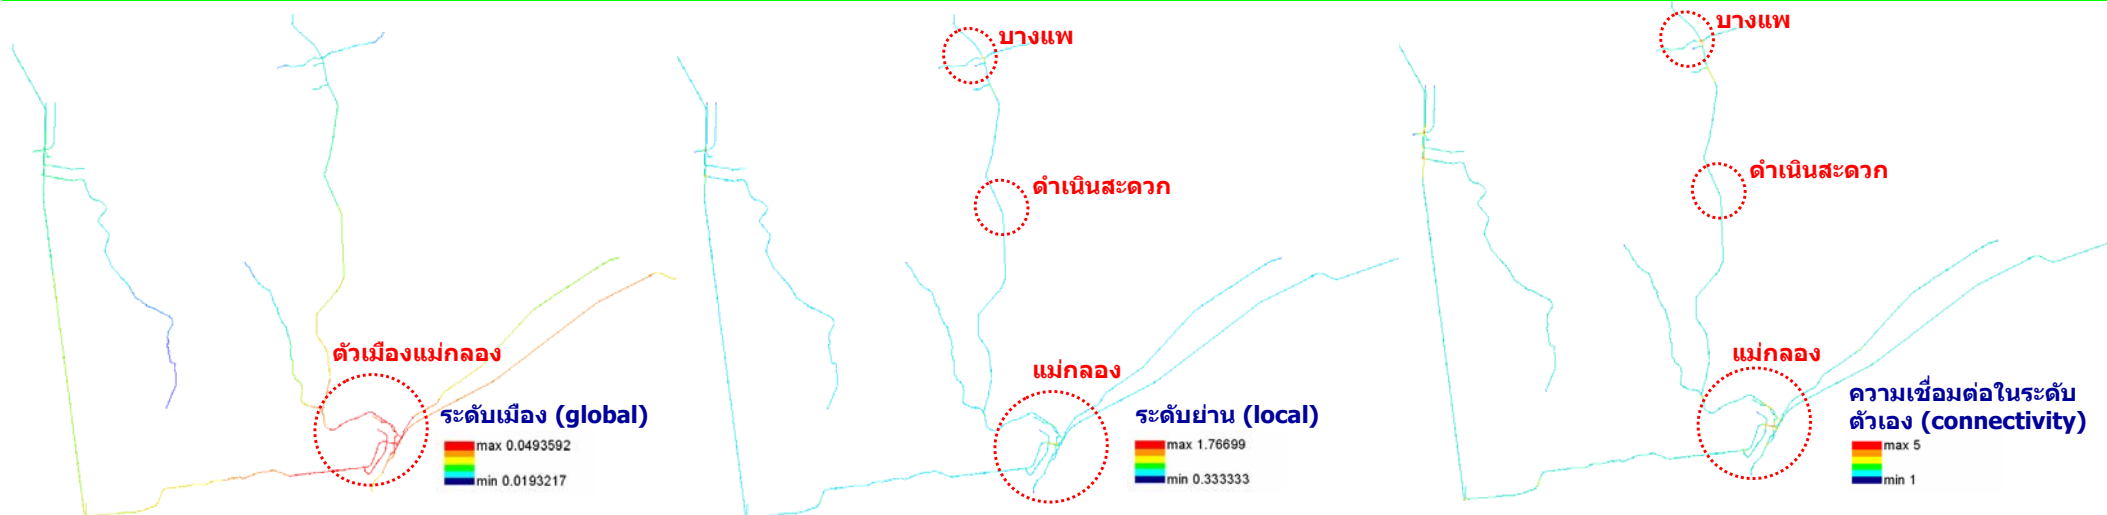 ตัวเมืองแม่กลอง
ระดับเมือง (global)
max 0.0493592
min 0.0193217
บางแพ
ดำเนินสะดวก
แม่กลอง
ระดับย่าน (local)
max 1.76699
min 0.333333
บางแพ
ดำเนินสะดวก
แม่กลอง
ความเชื่อมต่อในระดับ
ตัวเอง (connectivity)
max 5
min 1